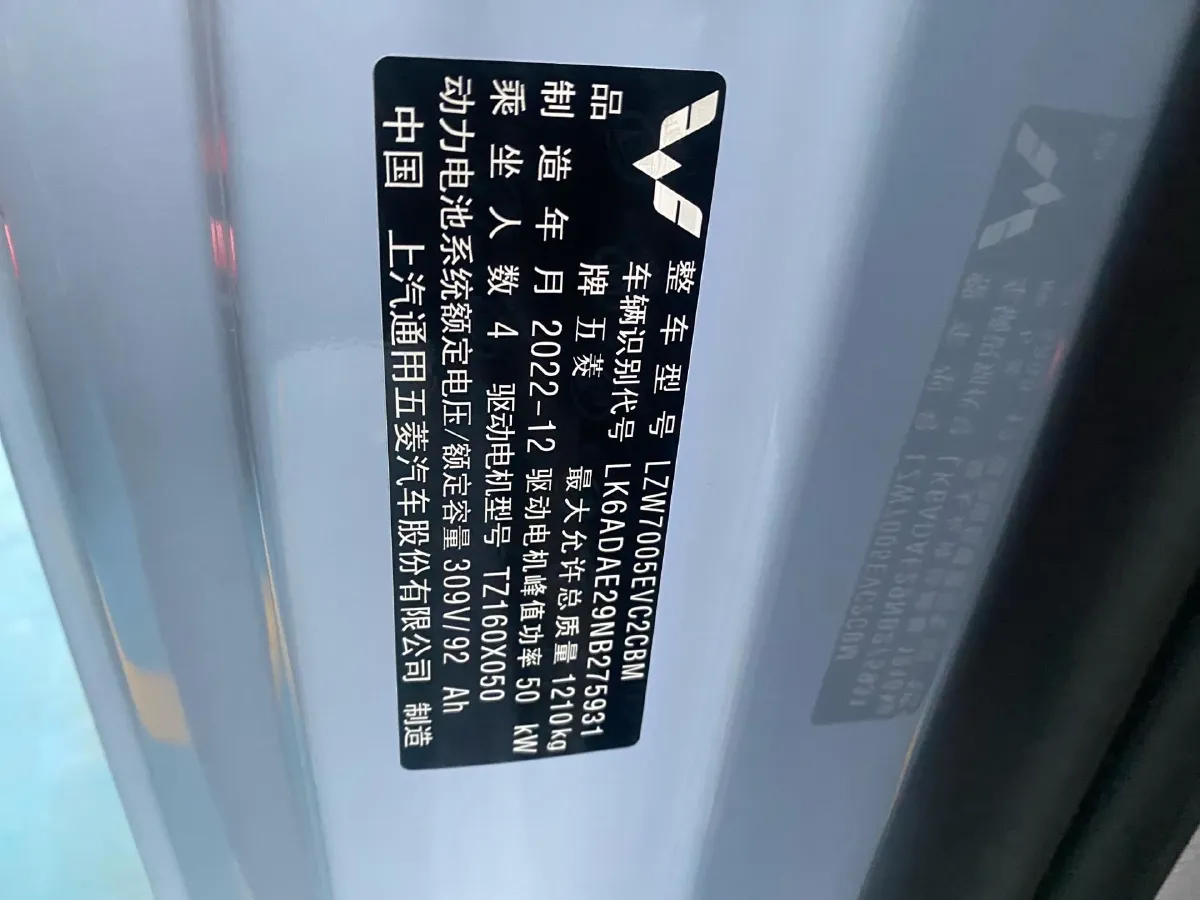 整车型号 LZW7005EVC2CBM
车辆识别代号 LK6ADAE29NB275931
品牌 五菱 最大允许总质量 1210kg
制造年月 2022-12 驱动电机峰值功率 50 kW
乘坐人数 4 驱动电机型号 TZ160X050
动力电池系统额定电压/额定容量 309V/92 Ah
中国 上汽通用五菱汽车股份有限公司 制造